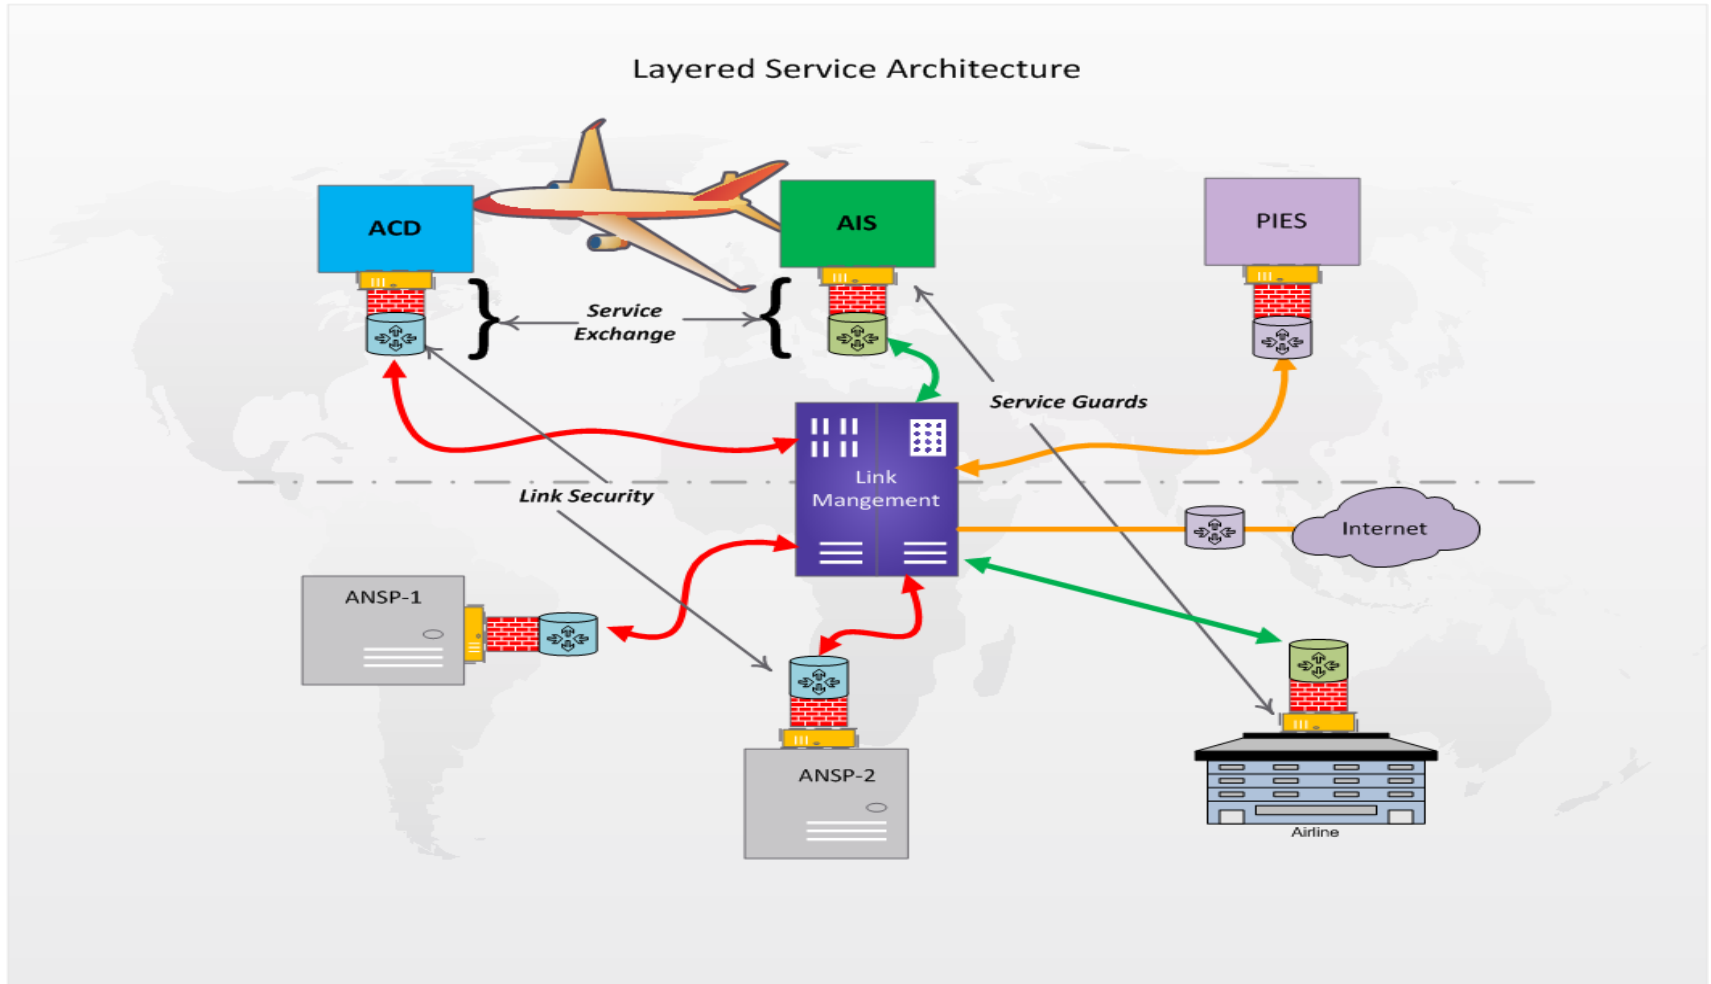 Layered Service Architecture
ACD
AIS
PIES
Service
Exchange
Service Guards
Link
Mangement
Link Security
Internet
ANSP-1
ANSP-2
Airline